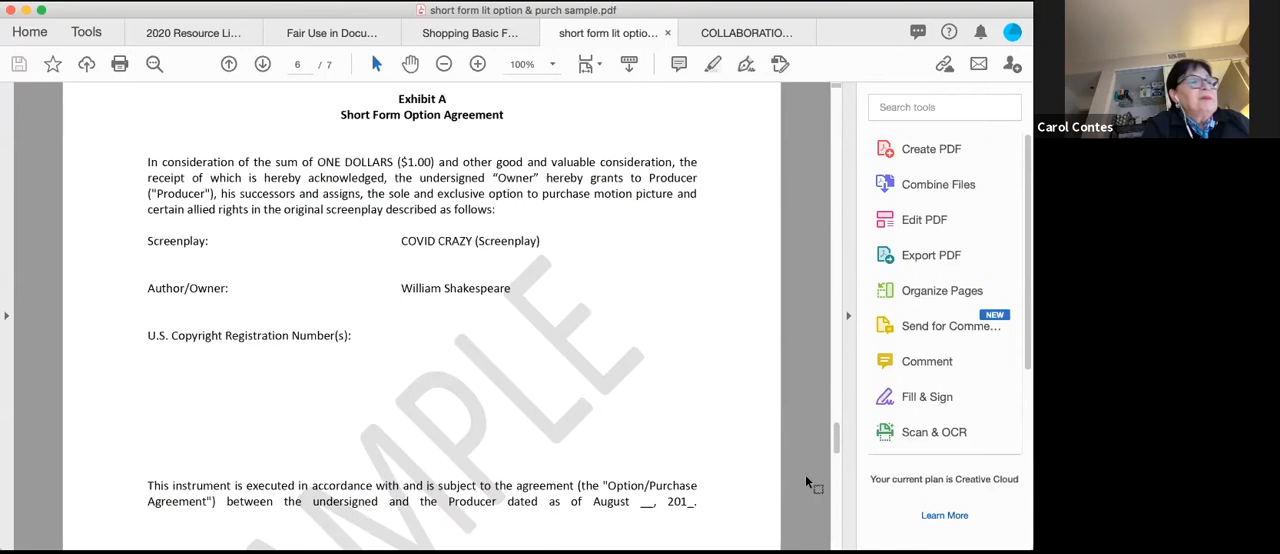 short form lit option & purch sample.pdf
Home
Tools
2020 Resource Li...
Fair Use in Docu...
Shopping Basic F...
short form lit optio... ×
COLLABORATIO...
6 / 7
100%
Exhibit A
Short Form Option Agreement
In consideration of the sum of ONE DOLLARS ($1.00) and other good and valuable consideration, the
receipt of which is hereby acknowledged, the undersigned “Owner” hereby grants to Producer
("Producer"), his successors and assigns, the sole and exclusive option to purchase motion picture and
certain allied rights in the original screenplay described as follows:
Screenplay: COVID CRAZY (Screenplay)
Author/Owner: William Shakespeare
U.S. Copyright Registration Number(s):
AMPLE
This instrument is executed in accordance with and is subject to the agreement (the "Option/Purchase
Agreement") between the undersigned and the Producer dated as of August __, 201_.
Search tools
Create PDF
Combine Files
Edit PDF
Export PDF
Organize Pages
NEW
Send for Comme...
Comment
Fill & Sign
Scan & OCR
Your current plan is Creative Cloud
Learn More
Carol Contes